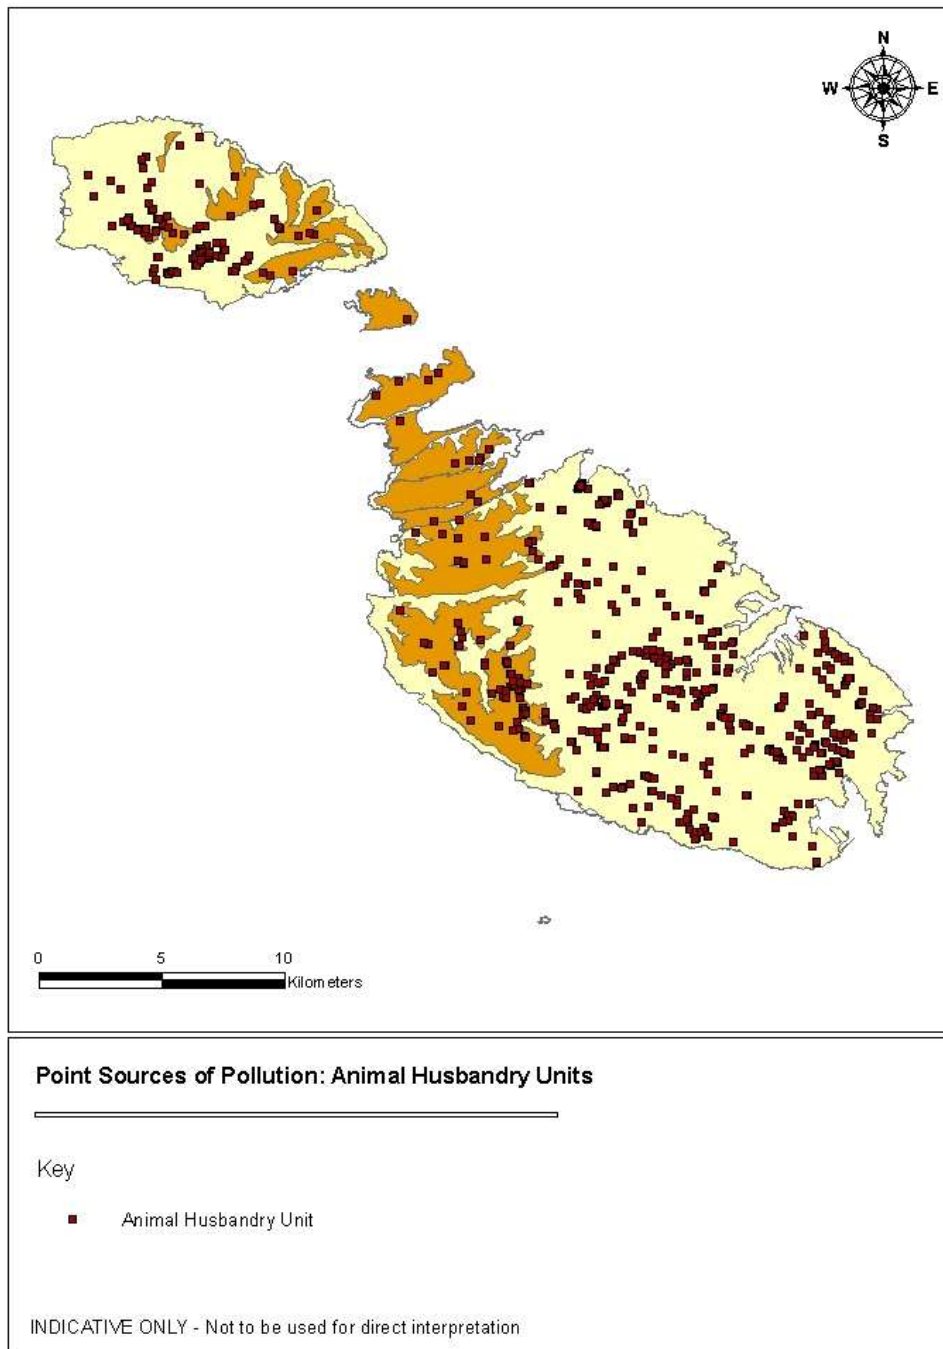 N
W E
S
0 5 10
Kilometers
Point Sources of Pollution: Animal Husbandry Units
Key
Animal Husbandry Unit
INDICATIVE ONLY - Not to be used for direct interpretation